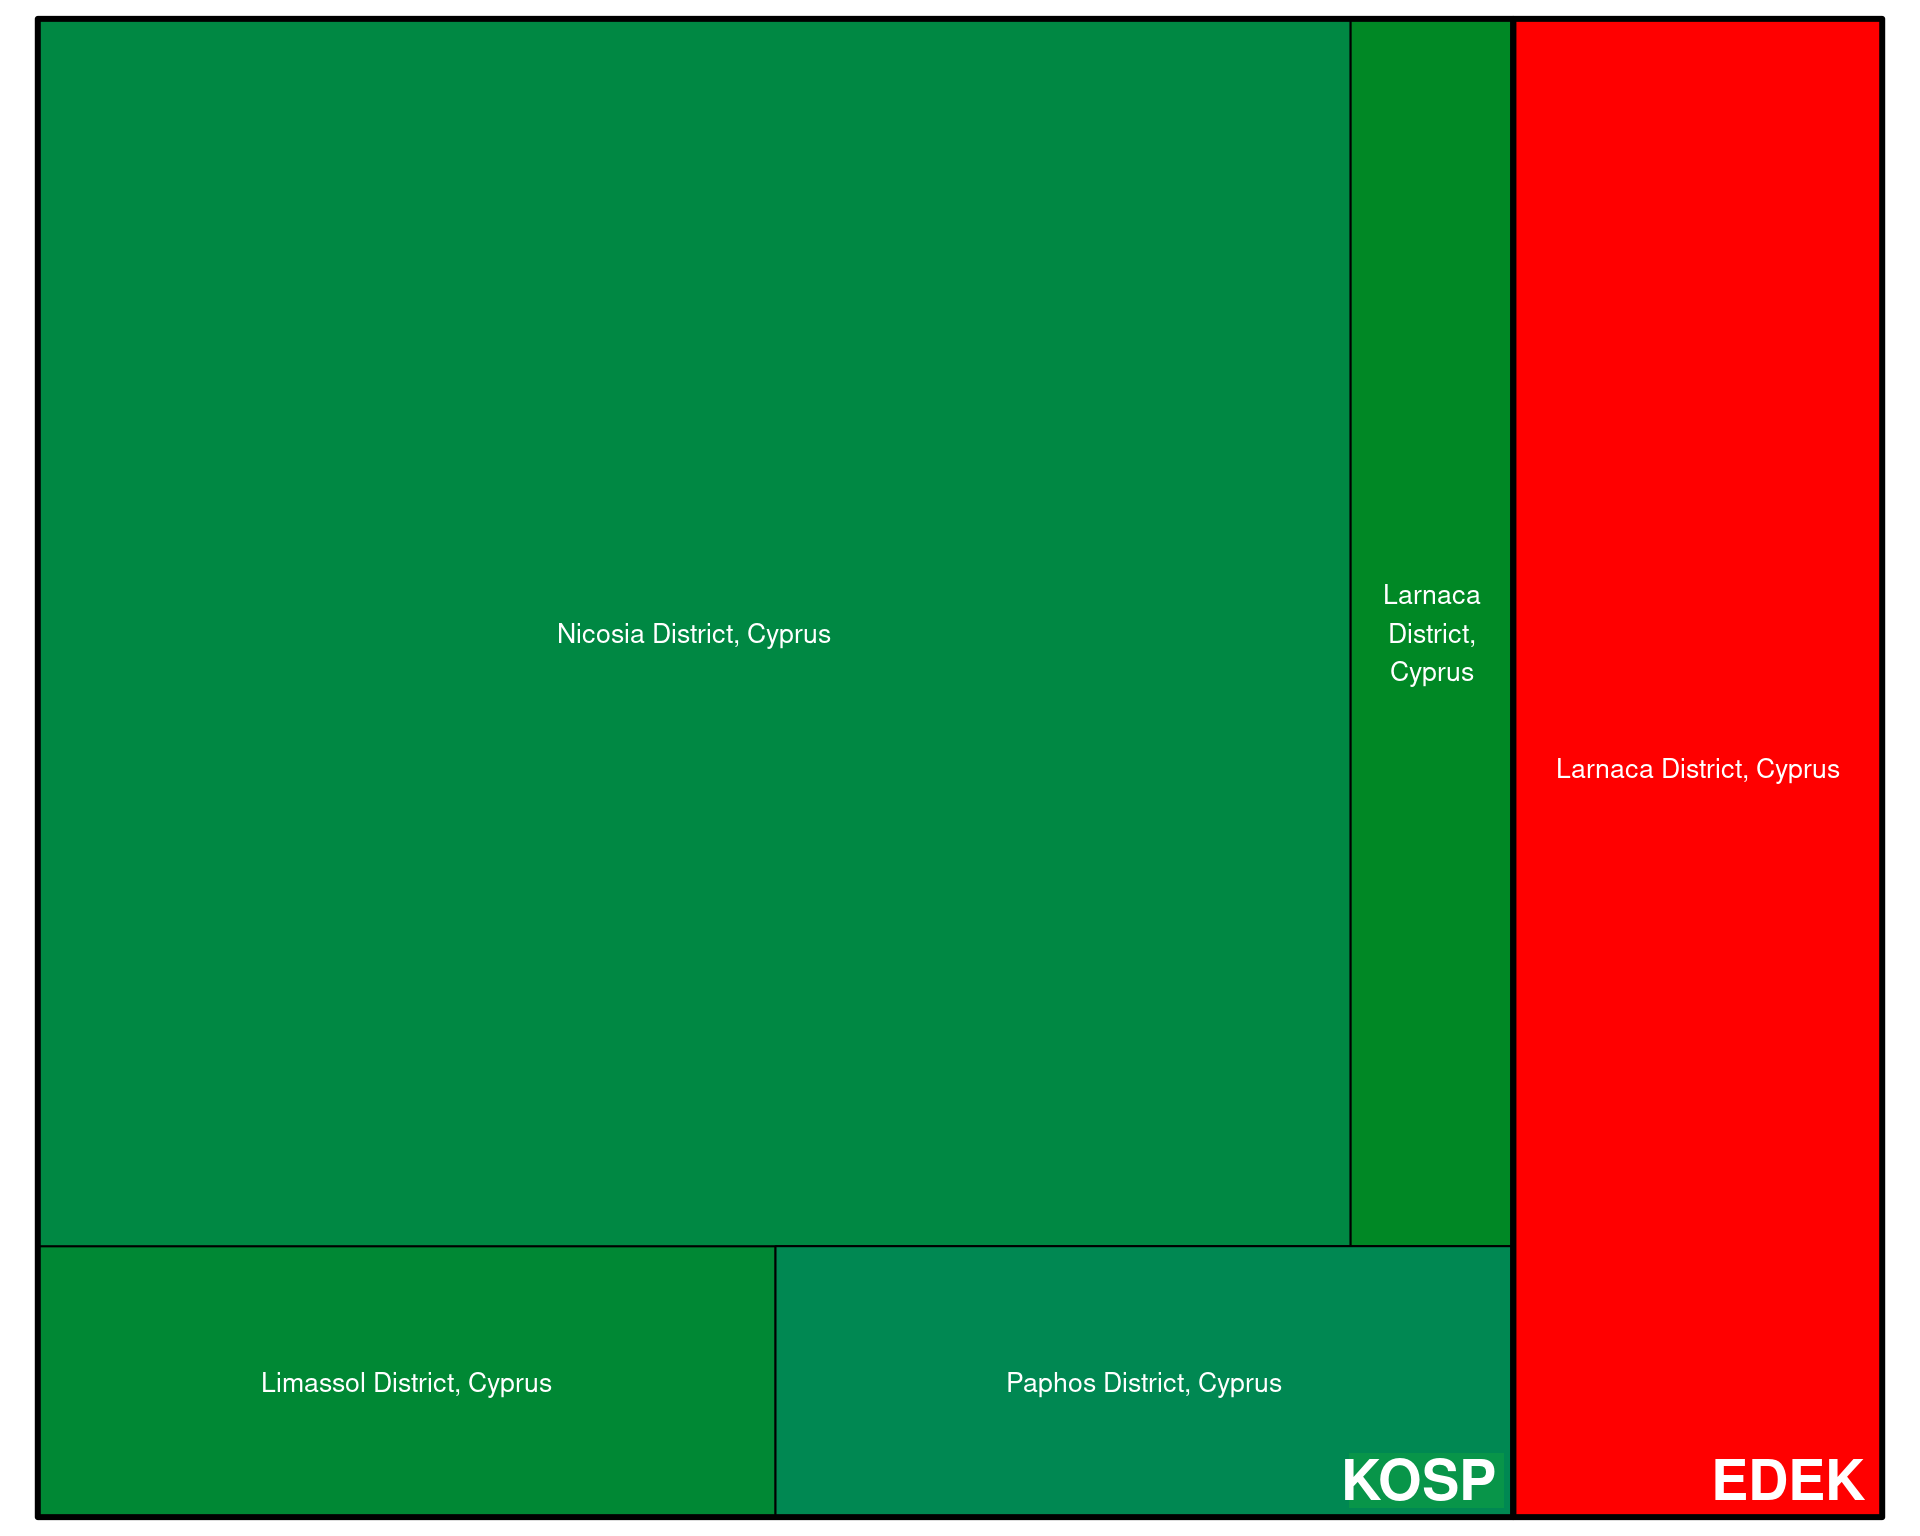 Nicosia District, Cyprus
Larnaca
District,
Cyprus
Larnaca District, Cyprus
Limassol District, Cyprus
Paphos District, Cyprus
KOSP
EDEK